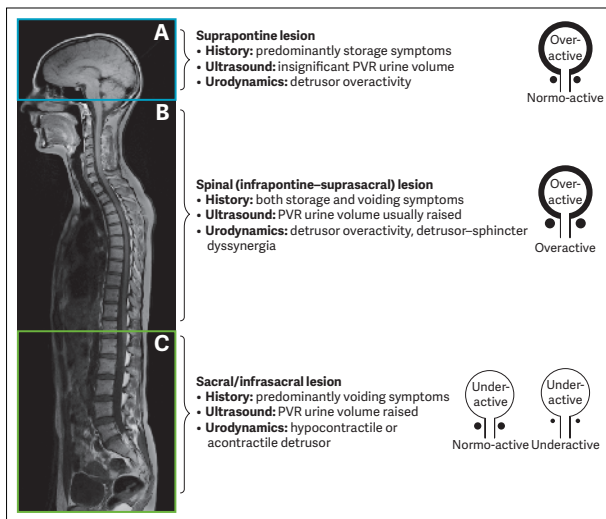 A
Suprapontine lesion
• History: predominantly storage symptoms
• Ultrasound: insignificant PVR urine volume
• Urodynamics: detrusor overactivity
Over-
active
Normo-active
B
Spinal (infrapontine–suprasacral) lesion
• History: both storage and voiding symptoms
• Ultrasound: PVR urine volume usually raised
• Urodynamics: detrusor overactivity, detrusor–sphincter
dyssynergia
Over-
active
Overactive
C
Sacral/infrasacral lesion
• History: predominantly voiding symptoms
• Ultrasound: PVR urine volume raised
• Urodynamics: hypocontractile or
acontractile detrusor
Under-
active
Normo-active
Under-
active
Underactive